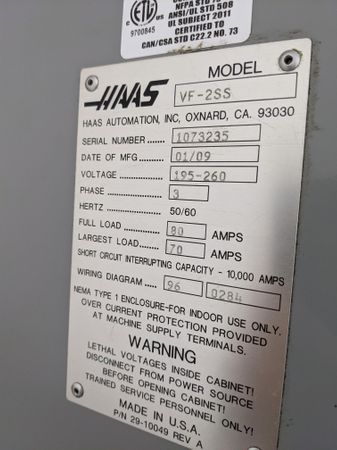 ETL
9700845
NFPA STD 79
ANSI/UL STD 508
UL SUBJECT 2011
CERTIFIED TO
CAN/CSA STD C22.2 NO. 73
HAAS
MODEL
VF-2SS
HAAS AUTOMATION, INC, OXNARD, CA. 93030
SERIAL NUMBER 1073235
DATE OF MFG 01/09
VOLTAGE 195-260
PHASE 3
HERTZ 50/60
FULL LOAD 80 AMPS
LARGEST LOAD 70 AMPS
SHORT CIRCUIT INTERRUPTING CAPACITY - 10,000 AMPS
WIRING DIAGRAM 96 0284
NEMA TYPE 1 ENCLOSURE-FOR INDOOR USE ONLY.
OVER CURRENT PROTECTION PROVIDED
AT MACHINE SUPPLY TERMINALS.
WARNING
LETHAL VOLTAGES INSIDE CABINET!
DISCONNECT FROM POWER SOURCE
BEFORE OPENING CABINET!
TRAINED SERVICE PERSONNEL ONLY!
MADE IN U.S.A.
P/N 29-10049 REV A